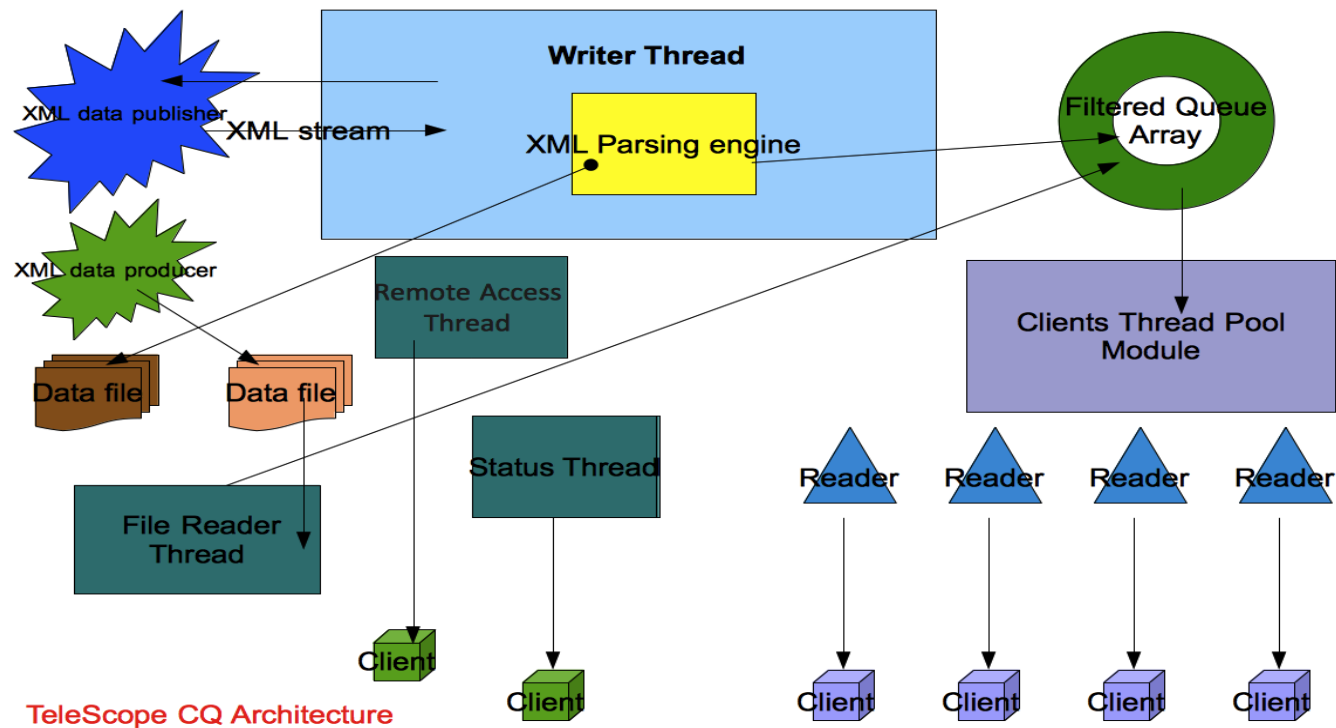 Writer Thread
XML data publisher
XML stream
XML Parsing engine
Filtered Queue
Array
XML data producer
Remote Access
Thread
Clients Thread Pool
Module
Data file
Data file
Status Thread
Reader
Reader
Reader
Reader
File Reader
Thread
Client
Client
Client
Client
Client
Client
TeleScope CQ Architecture